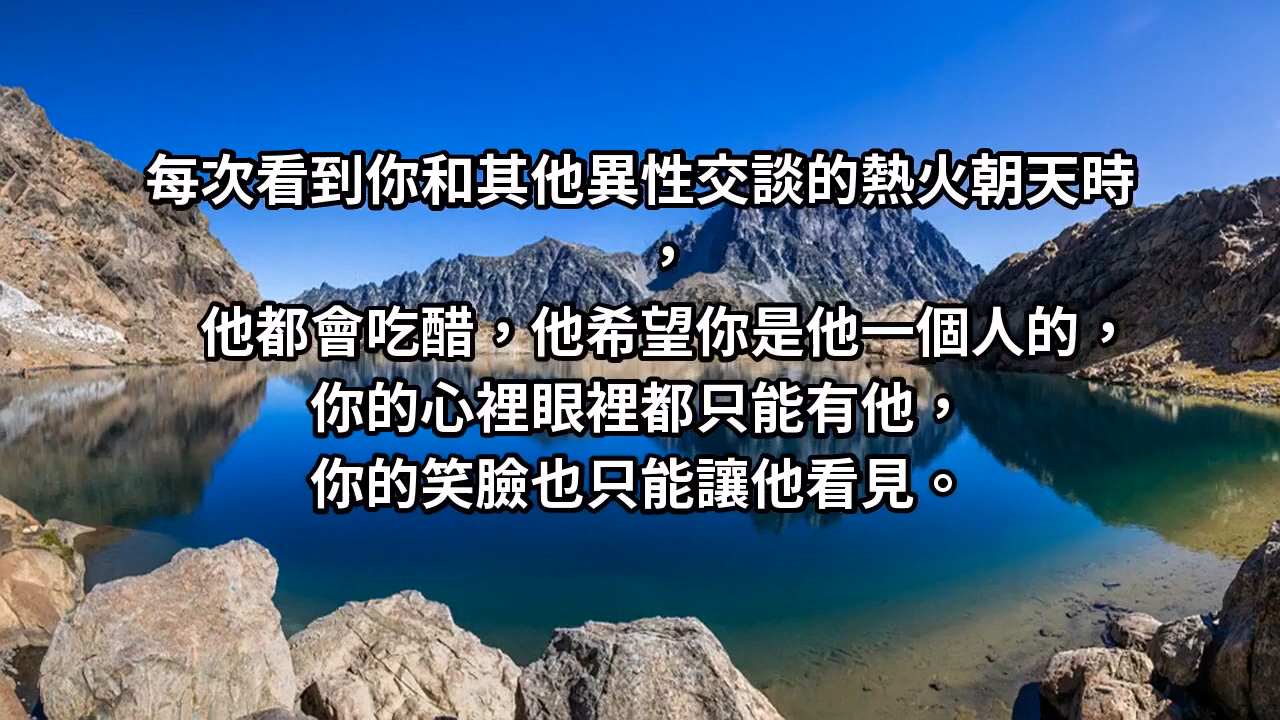 每次看到你和其他異性交談的熱火朝天時
，
他都會吃醋，他希望你是他一個人的，
你的心裡眼裡都只能有他，
你的笑臉也只能讓他看見。